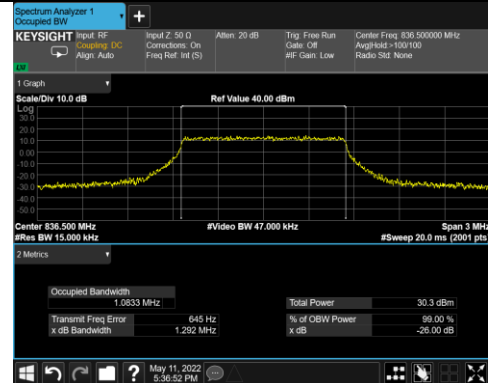 Spectrum Analyzer 1
Occupied BW
+
KEYSIGHT
Input: RF
Coupling: DC
Align: Auto
Input Z: 50 Ω
Corrections: On
Freq Ref: Int (S)
Atten: 20 dB
Trig: Free Run
Gate: Off
#IF Gain: Low
Center Freq: 836.500000 MHz
Avg|Hold:>100/100
Radio Std: None
LXI
1 Graph
Scale/Div 10.0 dB
Ref Value 40.00 dBm
Log
30.0
20.0
10.0
0.00
-10.0
-20.0
-30.0
-40.0
-50.0
Center 836.500 MHz
#Video BW 47.000 kHz
Span 3 MHz
#Res BW 15.000 kHz
#Sweep 20.0 ms (2001 pts)
2 Metrics
Occupied Bandwidth
1.0833 MHz
Total Power 30.3 dBm
Transmit Freq Error 645 Hz
% of OBW Power 99.00 %
x dB Bandwidth 1.292 MHz
x dB -26.00 dB
?
May 11, 2022
5:36:52 PM